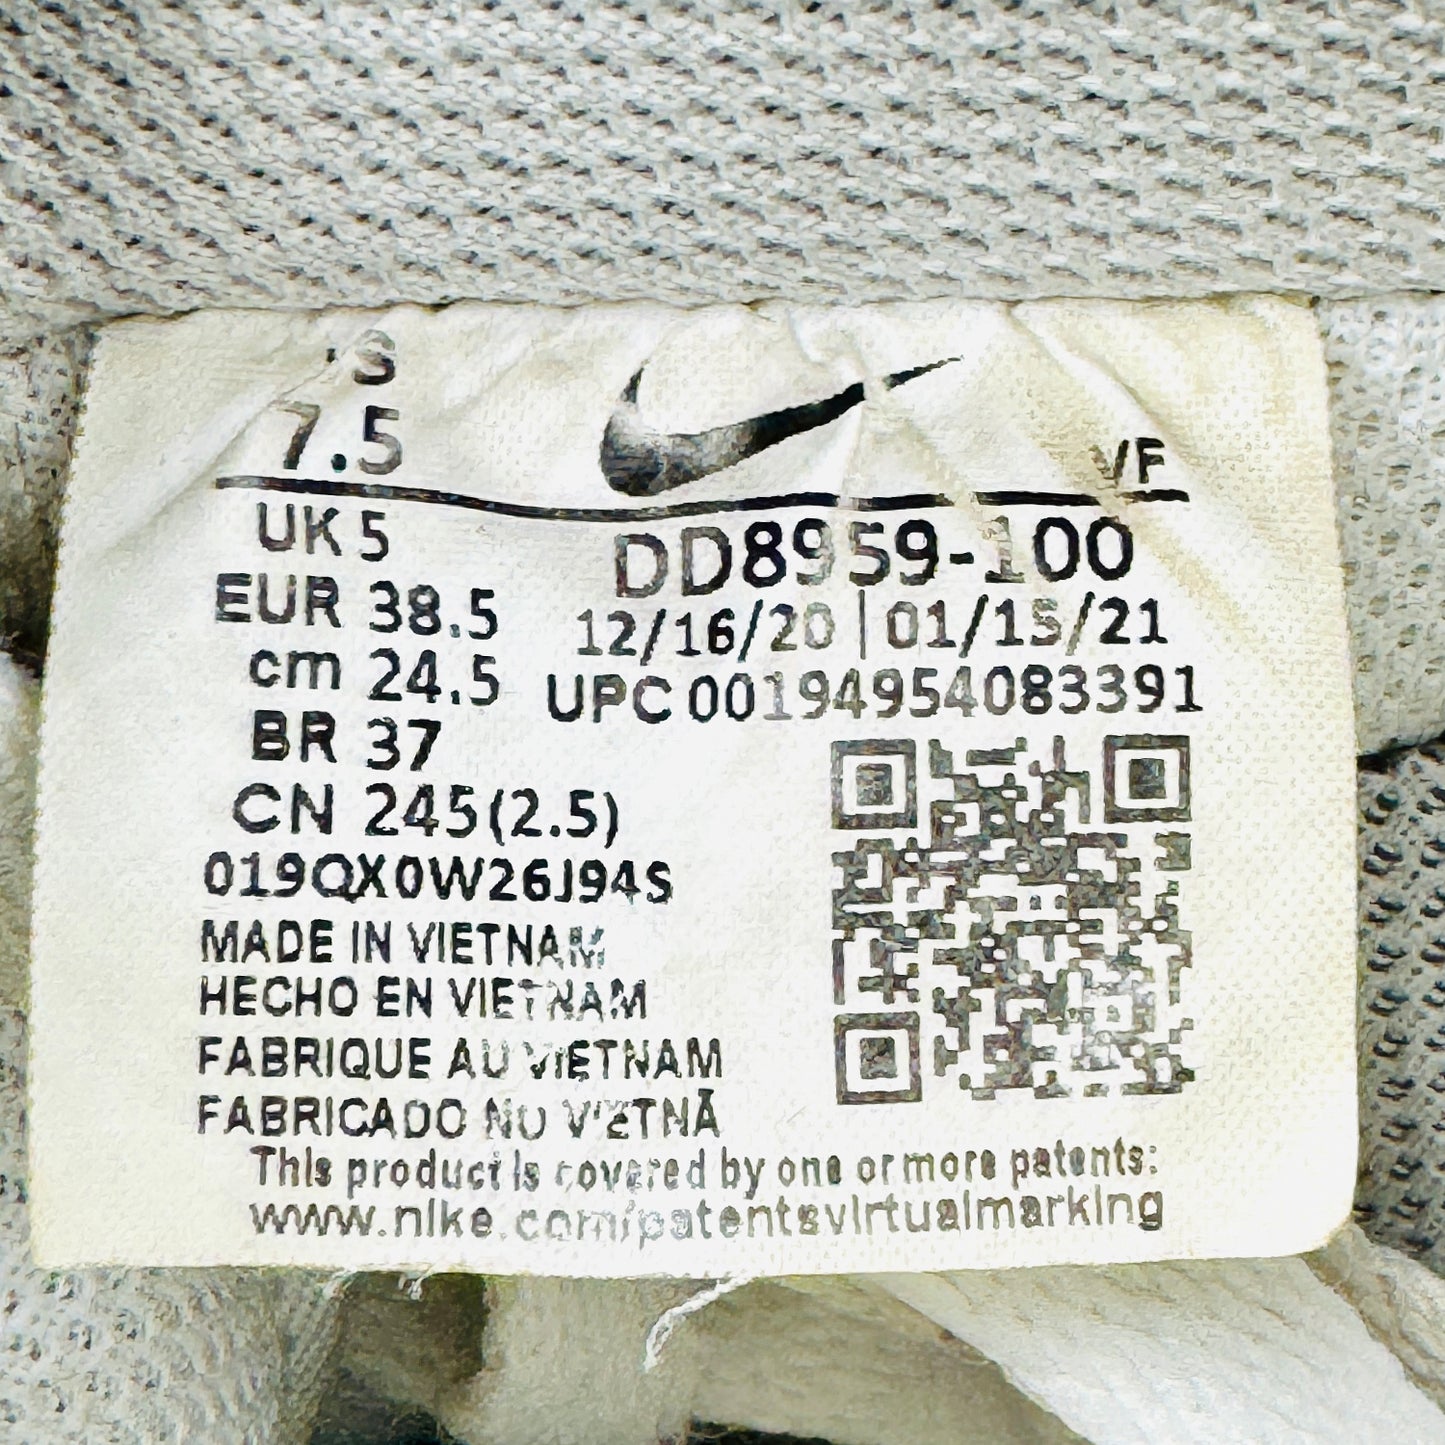 7.5
VF
UK 5
EUR 38.5
cm 24.5
BR 37
CN 245(2.5)
DD8959-100
12/16/20 | 01/15/21
UPC 00194954083391
019QX0W26J94S
MADE IN VIETNAM
HECHO EN VIETNAM
FABRIQUE AU VIETNAM
FABRICADO NO VIETNÃ
This product is covered by one or more patents:
www.nike.com/patentsvirtualmarking